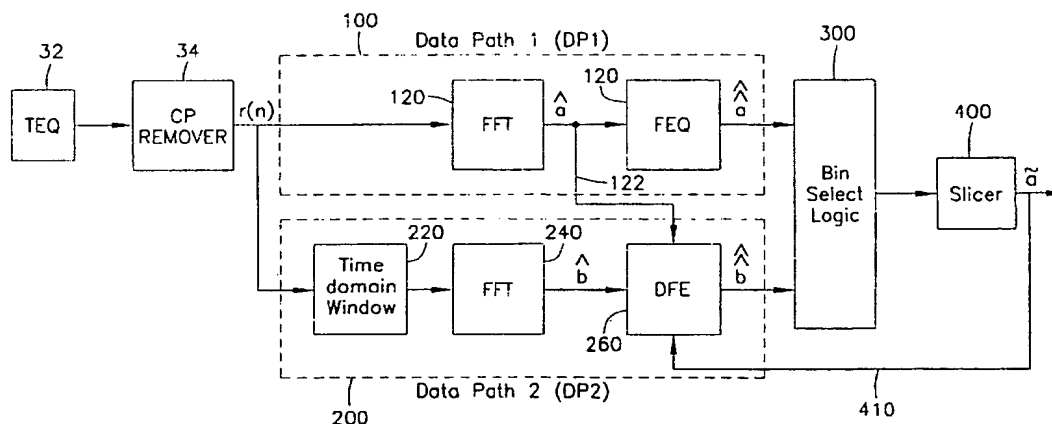 100
Data Path 1 (DP1)
32
34
300
TEQ
CP
REMOVER
r(n)
120
FFT
â
120
FEQ
â̂
122
Bin
Select
Logic
400
Slicer
ã
220
Time
domain
Window
240
FFT
b̂
DFE
260
b̂̂
200
Data Path 2 (DP2)
410